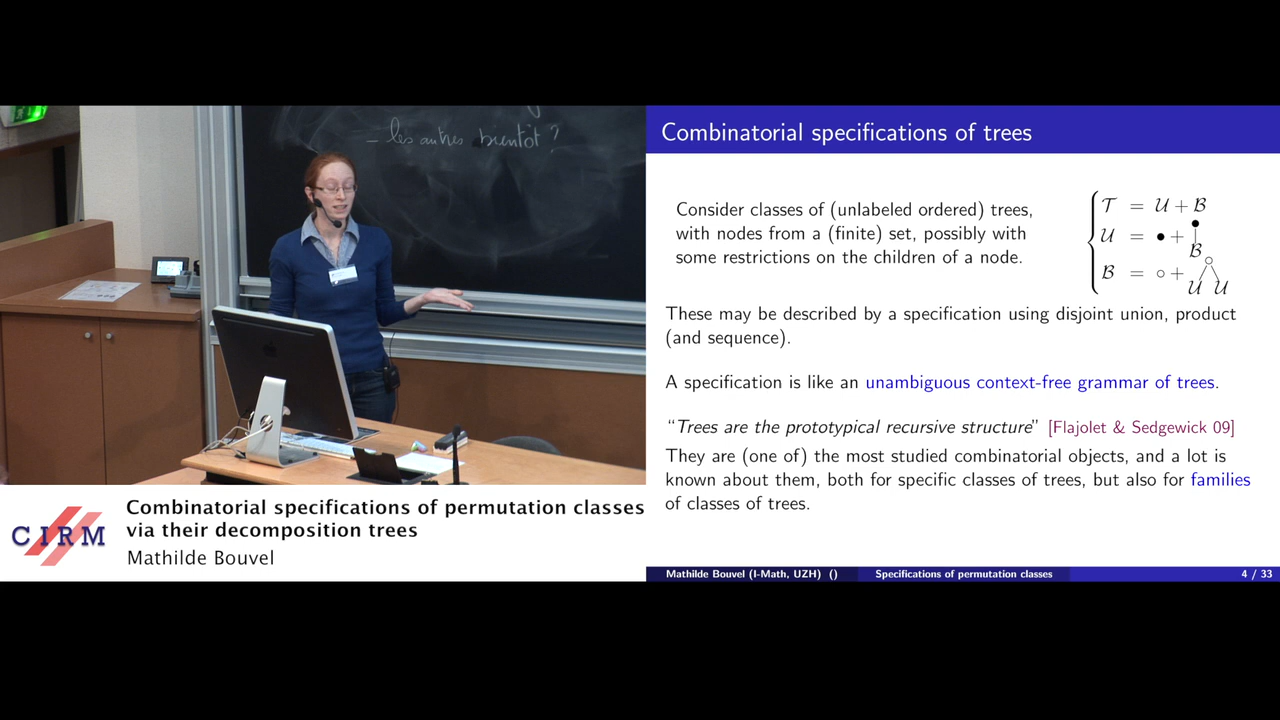 – les autres bientôt ?
CIRM
Combinatorial specifications of permutation classes
via their decomposition trees
Mathilde Bouvel
Combinatorial specifications of trees
Consider classes of (unlabeled ordered) trees,
with nodes from a (finite) set, possibly with
some restrictions on the children of a node.
𝒯 = 𝒰 + ℬ
𝒰 = • + •
ℬ
ℬ = ∘ + ∘
𝒰 𝒰
These may be described by a specification using disjoint union, product
(and sequence).
A specification is like an unambiguous context-free grammar of trees.
“Trees are the prototypical recursive structure” [Flajolet & Sedgewick 09]
They are (one of) the most studied combinatorial objects, and a lot is
known about them, both for specific classes of trees, but also for families
of classes of trees.
Mathilde Bouvel (I-Math, UZH) () Specifications of permutation classes 4 / 33